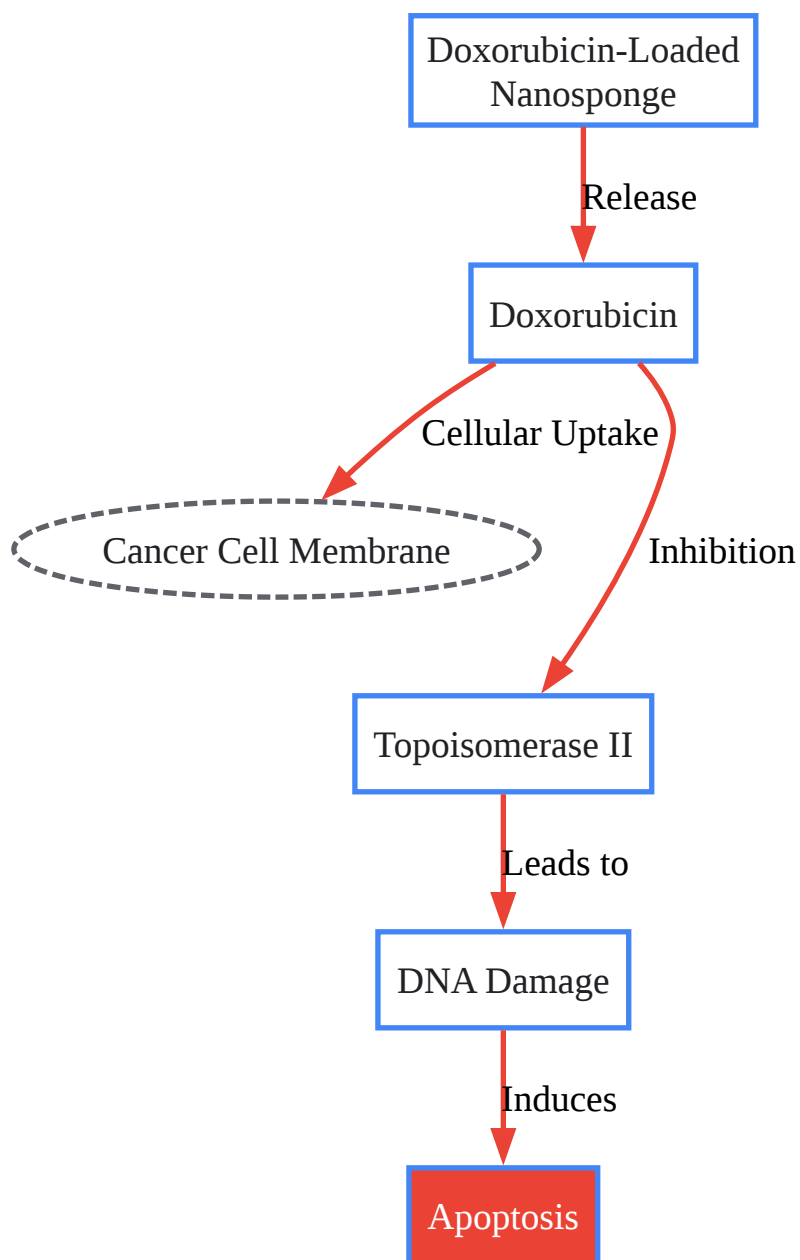 Doxorubicin-Loaded
Nanosponge
Release
Doxorubicin
Cellular Uptake
Cancer Cell Membrane
Inhibition
Topoisomerase II
Leads to
DNA Damage
Induces
Apoptosis